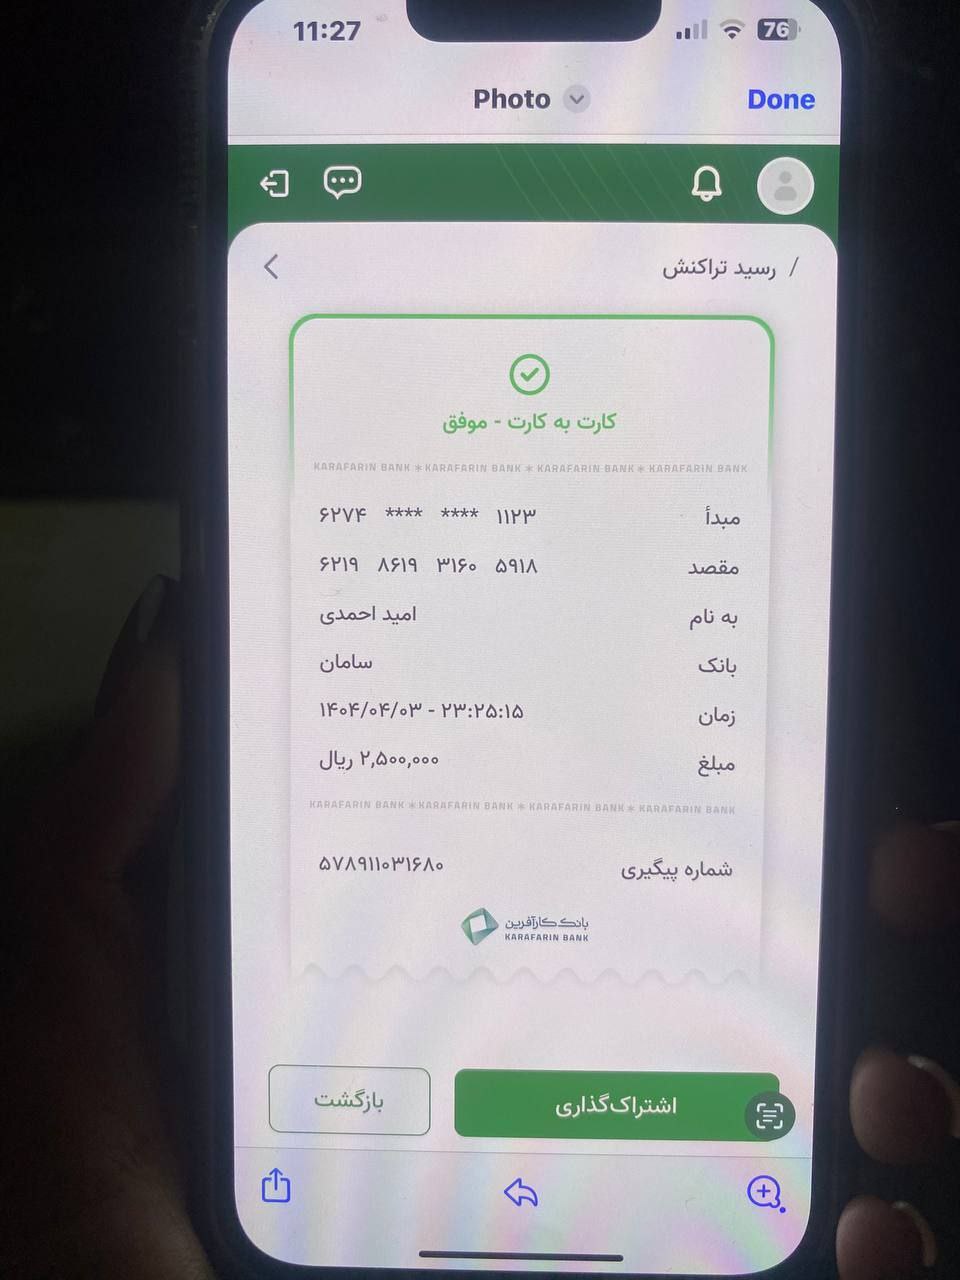 11:27
76
Photo
Done
/ رسید تراکنش
کارت به کارت - موفق
KARAFARIN BANK * KARAFARIN BANK * KARAFARIN BANK * KARAFARIN BANK
مبدأ ۶۲۷۴ **** **** ۱۱۲۳
مقصد ۶۲۱۹ ۸۶۱۹ ۳۱۶۰ ۵۹۱۸
به نام امید احمدی
بانک سامان
زمان ۱۴۰۴/۰۴/۰۳ - ۲۳:۲۵:۱۵
مبلغ ۲,۵۰۰,۰۰۰ ریال
KARAFARIN BANK * KARAFARIN BANK * KARAFARIN BANK * KARAFARIN BANK
شماره پیگیری ۵۷۸۹۱۱۰۳۱۶۸۰
بانک کارآفرین
KARAFARIN BANK
اشتراک‌گذاری
بازگشت